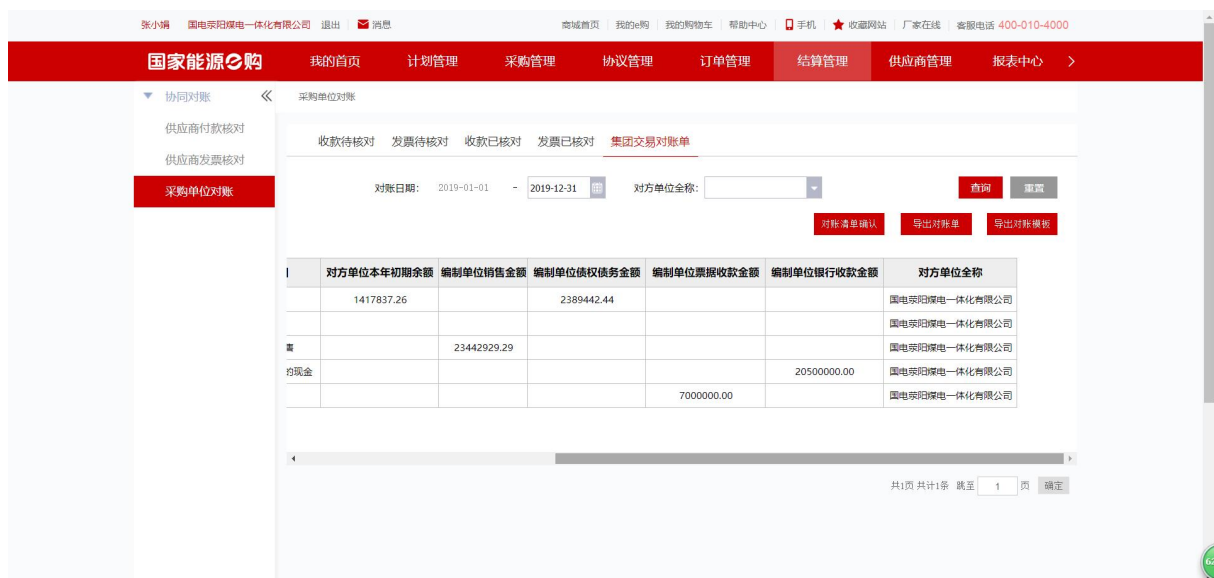 张小娟 国电荥阳煤电一体化有限公司 退出 消息 商城首页 我的e购 我的购物车 帮助中心 手机 收藏网站 厂家在线 客服电话 400-010-4000
国家能源e购 我的首页 计划管理 采购管理 协议管理 订单管理 结算管理 供应商管理 报表中心
协同对账 采购单位对账
供应商付款核对
收款待核对 发票待核对 收款已核对 发票已核对 集团交易对账单
供应商发票核对
采购单位对账 对账日期: 2019-01-01 - 2019-12-31 对方单位全称: 查询 重置
对账清单确认 导出对账单 导出对账模板
对方单位本年初期余额 编制单位销售金额 编制单位债权债务金额 编制单位票据收款金额 编制单位银行收款金额 对方单位全称
1417837.26 2389442.44 国电荥阳煤电一体化有限公司
国电荥阳煤电一体化有限公司
23442929.29 国电荥阳煤电一体化有限公司
的现金 20500000.00 国电荥阳煤电一体化有限公司
7000000.00 国电荥阳煤电一体化有限公司
共1页 共计1条 跳至 1 页 确定